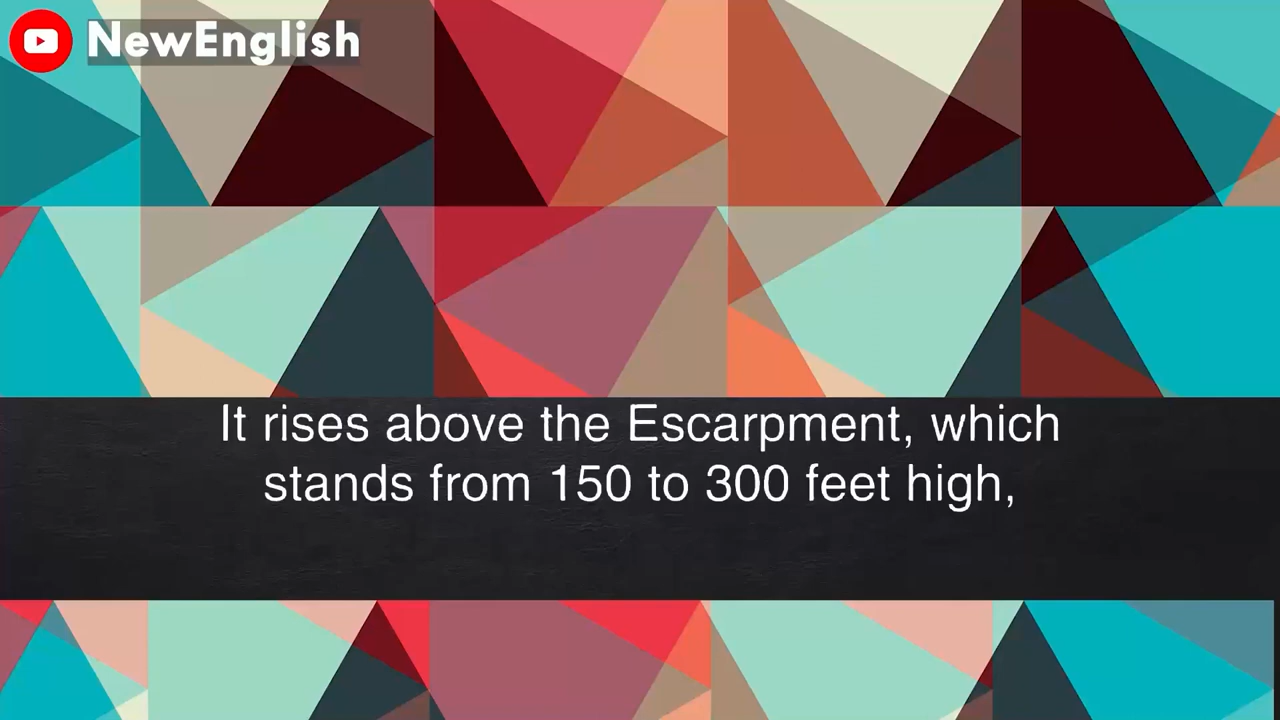 NewEnglish
It rises above the Escarpment, which
stands from 150 to 300 feet high,